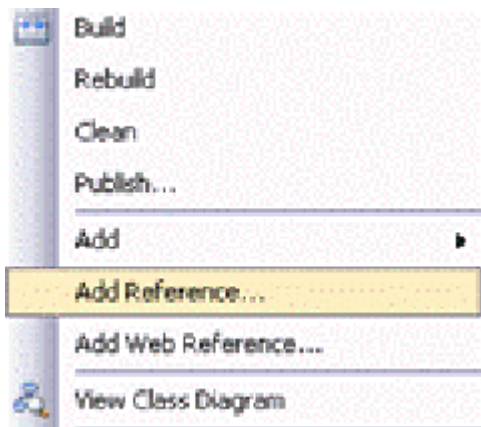 Build
Rebuild
Clean
Publish...
Add
Add Reference...
Add Web Reference...
View Class Diagram